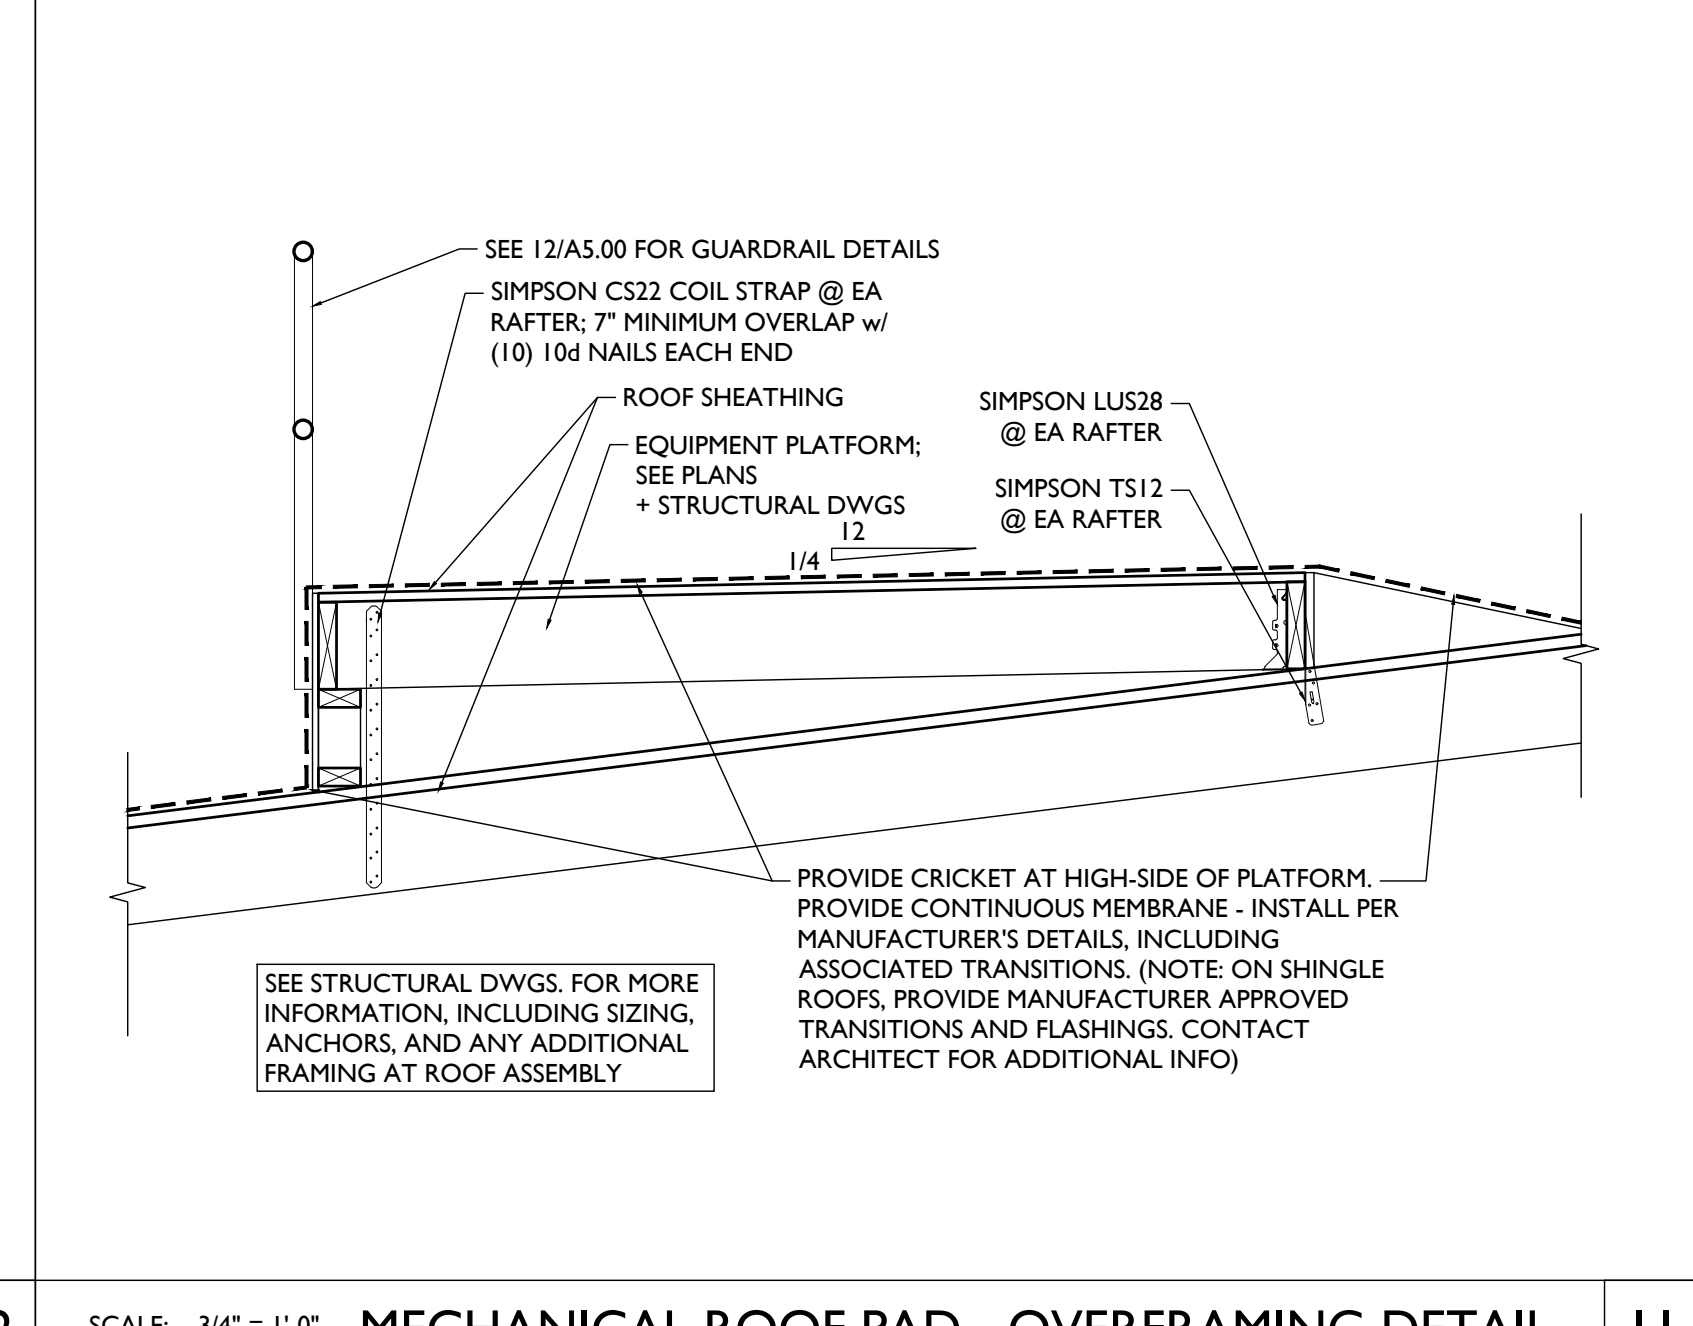 SEE 12/A5.00 FOR GUARDRAIL DETAILS
SIMPSON CS22 COIL STRAP @ EA
RAFTER; 7" MINIMUM OVERLAP w/
(10) 10d NAILS EACH END
ROOF SHEATHING
EQUIPMENT PLATFORM;
SEE PLANS
+ STRUCTURAL DWGS
SIMPSON LUS28
@ EA RAFTER
SIMPSON TS12
@ EA RAFTER
12
1/4
PROVIDE CRICKET AT HIGH-SIDE OF PLATFORM.
PROVIDE CONTINUOUS MEMBRANE - INSTALL PER
MANUFACTURER'S DETAILS, INCLUDING
ASSOCIATED TRANSITIONS. (NOTE: ON SHINGLE
ROOFS, PROVIDE MANUFACTURER APPROVED
TRANSITIONS AND FLASHINGS. CONTACT
ARCHITECT FOR ADDITIONAL INFO)
SEE STRUCTURAL DWGS. FOR MORE
INFORMATION, INCLUDING SIZING,
ANCHORS, AND ANY ADDITIONAL
FRAMING AT ROOF ASSEMBLY
SCALE: 3/4" = 1'-0"
MECHANICAL ROOF PAD - OVERFRAMING DETAIL